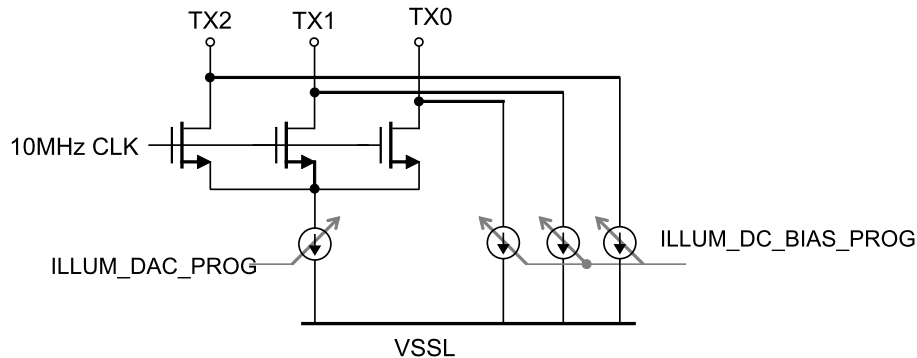 TX2 TX1 TX0
10MHz CLK
ILLUM_DC_BIAS_PROG
ILLUM_DAC_PROG
VSSL